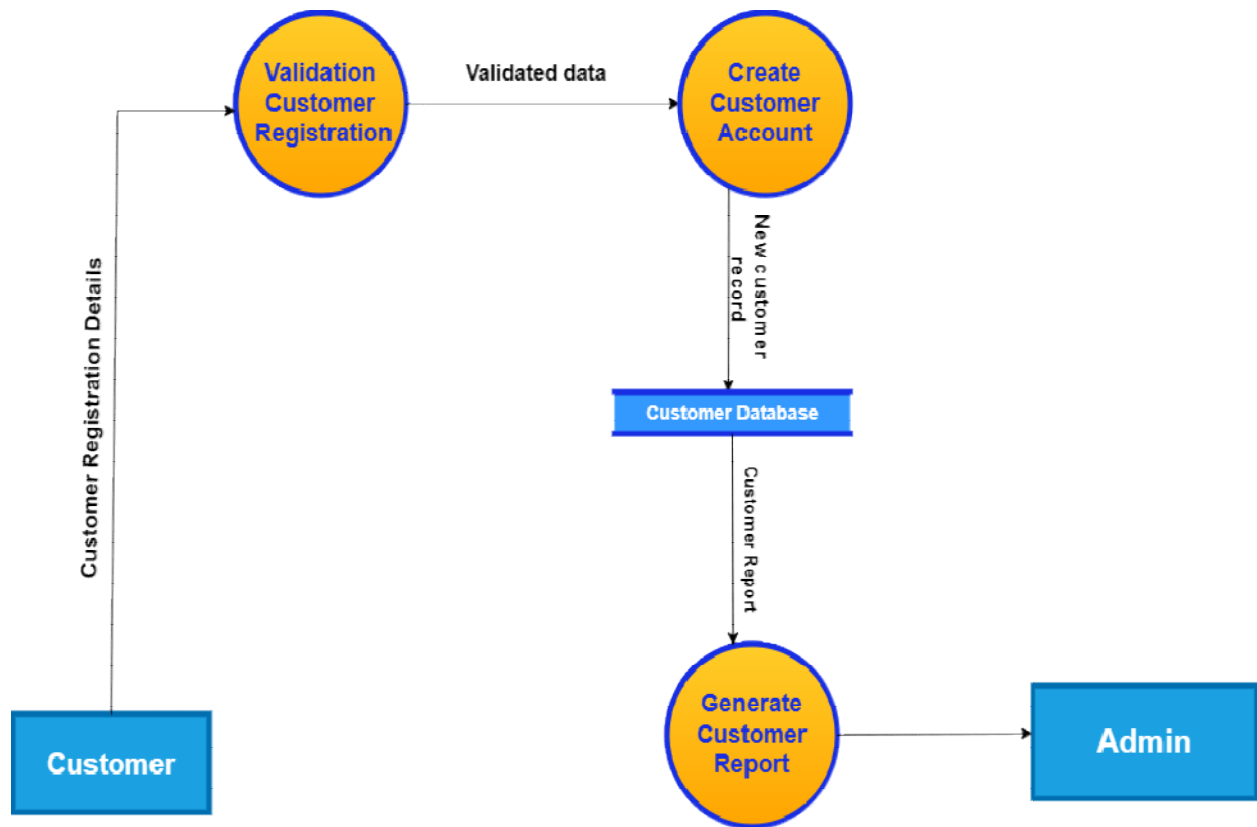 Validation
Customer
Registration
Validated data
Create
Customer
Account
Customer Registration Details
New customer
record
Customer Database
Customer Report
Generate
Customer
Report
Customer
Admin